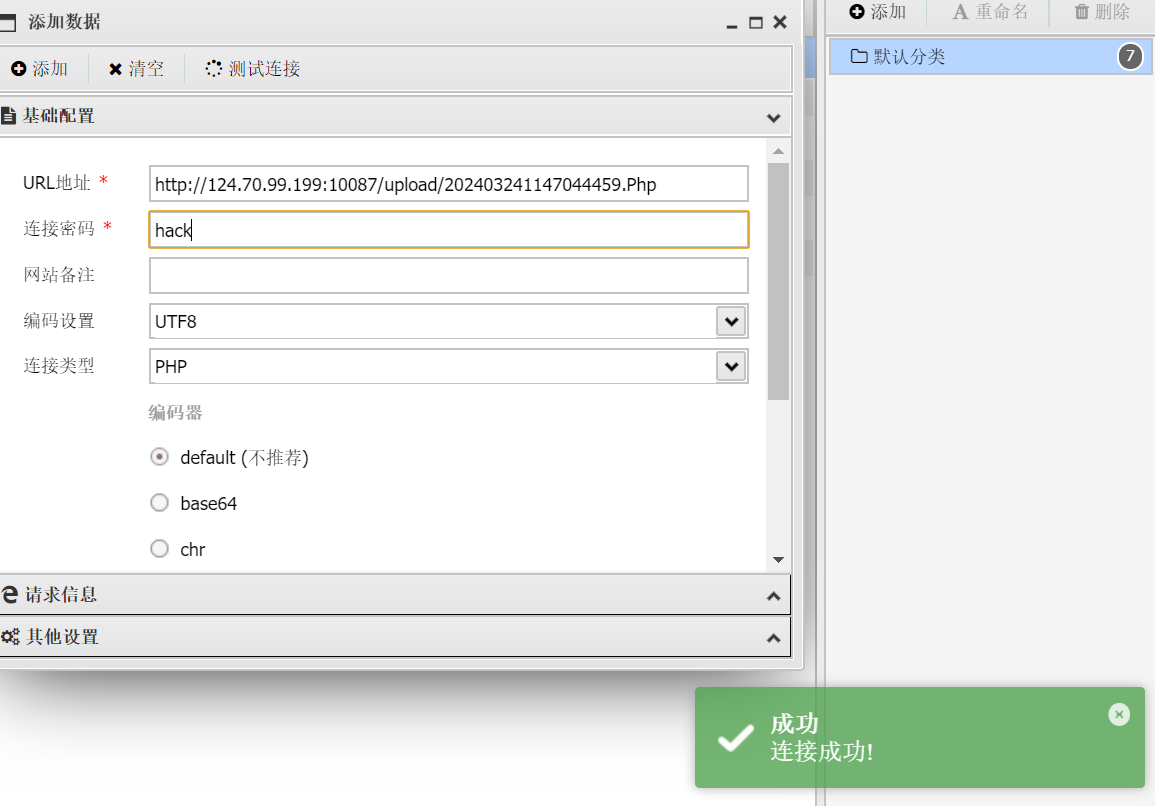 添加数据
添加 清空 测试连接
基础配置
URL地址 * http://124.70.99.199:10087/upload/202403241147044459.Php
连接密码 * hack
网站备注
编码设置 UTF8
连接类型 PHP
编码器
default (不推荐)
base64
chr
请求信息
其他设置
添加 重命名 删除
默认分类 7
成功
连接成功!